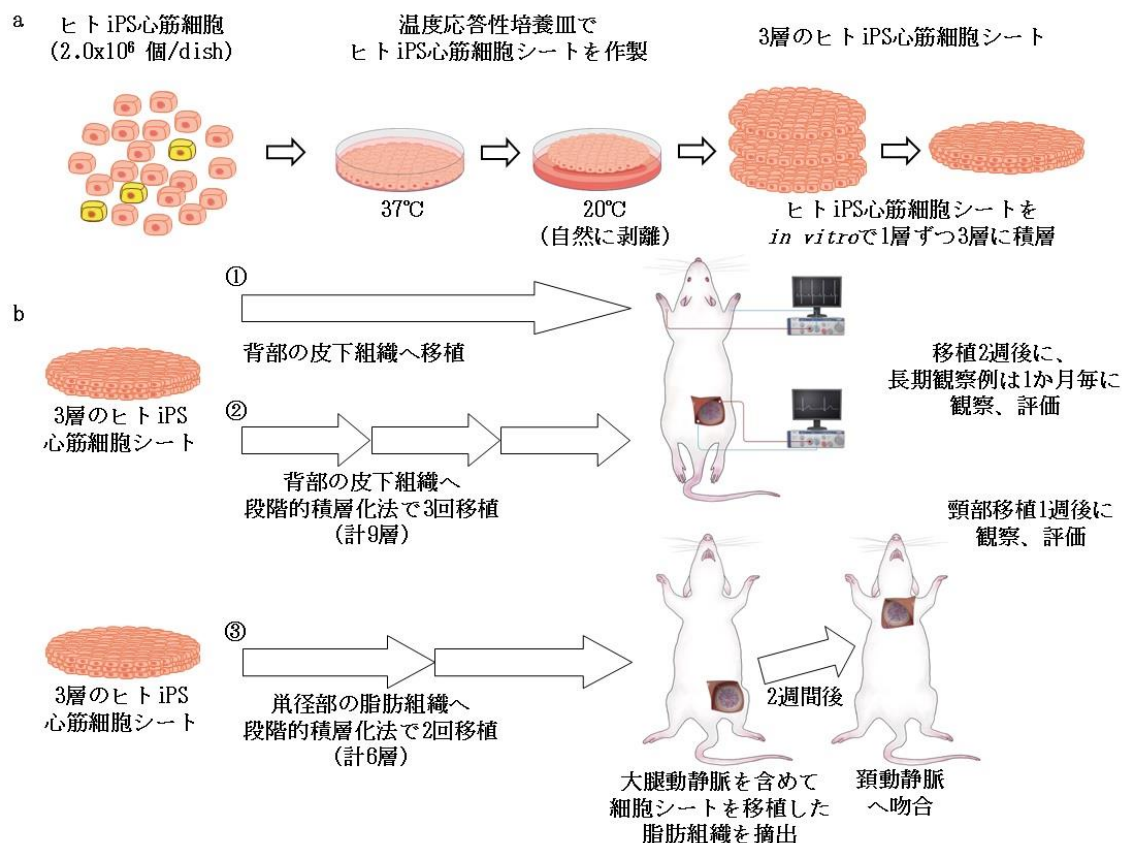 a
ヒトiPS心筋細胞
(2.0x10⁶ 個/dish)
温度応答性培養皿で
ヒトiPS心筋細胞シートを作製
3層のヒトiPS心筋細胞シート
37℃
20℃
(自然に剥離)
ヒトiPS心筋細胞シートを
in vitroで1層ずつ3層に積層
b
①
背部の皮下組織へ移植
3層のヒトiPS
心筋細胞シート
②
背部の皮下組織へ
段階的積層化法で3回移植
(計9層)
移植2週後に、
長期観察例は1か月毎に
観察、評価
頸部移植1週後に
観察、評価
3層のヒトiPS
心筋細胞シート
③
鼡径部の脂肪組織へ
段階的積層化法で2回移植
(計6層)
2週間後
大腿動静脈を含めて
細胞シートを移植した
脂肪組織を摘出
頚動静脈
へ吻合